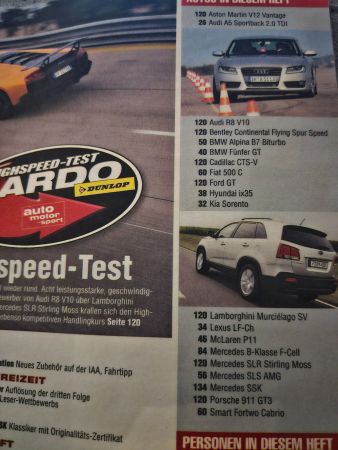 GHSPEED-TEST
ARDO
DUNLOP
auto
motor
sport
speed-Test
l wieder rund. Acht leistungsstarke, geschwindig-
ewerber von Audi R8 V10 über Lamborghini
Mercedes SLR Stirling Moss kämpfen sich den High-
ebenso kompetitiven Handlingkurs Seite 120
Neues Zubehör auf der IAA, Fahrtipp
REIZEIT
r Auflösung der dritten Folge
Leser-Wettbewerbs
SK Klassiker mit Originalitäts-Zertifikat
FT
AUTOS IN DIESEM HEFT
120 Aston Martin V12 Vantage
26 Audi A5 Sportback 2.0 TDI
120 Audi R8 V10
120 Bentley Continental Flying Spur Speed
50 BMW Alpina B7 Biturbo
40 BMW Fünfer GT
120 Cadillac CTS-V
60 Fiat 500 C
120 Ford GT
38 Hyundai ix35
32 Kia Sorento
120 Lamborghini Murciélago SV
34 Lexus LF-Ch
46 McLaren P11
84 Mercedes B-Klasse F-Cell
120 Mercedes SLR Stirling Moss
56 Mercedes SLS AMG
134 Mercedes SSK
120 Porsche 911 GT3
60 Smart Fortwo Cabrio
PERSONEN IN DIESEM HEFT